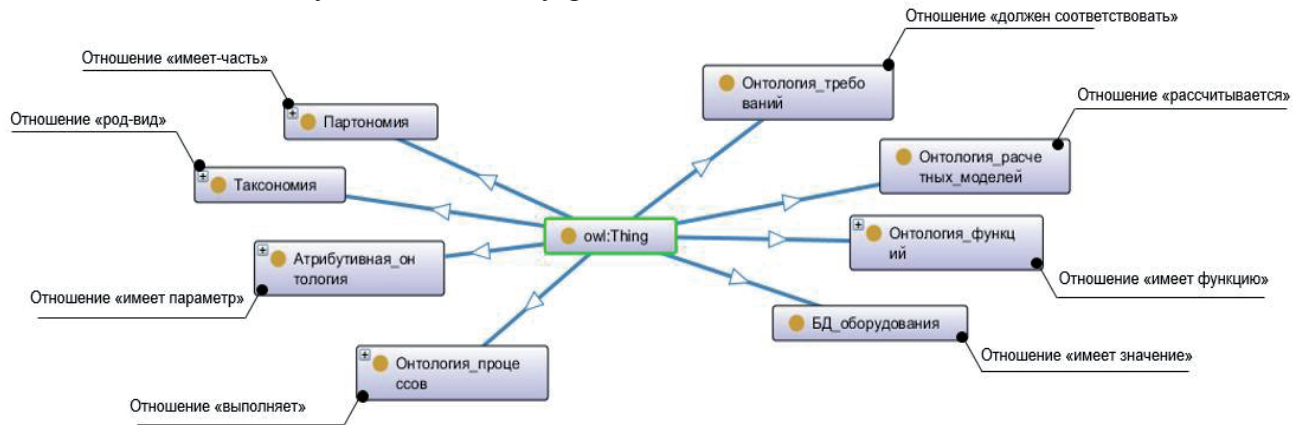 Отношение «должен соответствовать»
Отношение «имеет-часть»
Онтология_требо
ваний
Отношение «рассчитывается»
Партономия
Отношение «род-вид»
Онтология_расче
тных_моделей
Таксономия
owl:Thing
Онтология_функц
ий
Атрибутивная_он
тология
Отношение «имеет функцию»
Отношение «имеет параметр»
БД_оборудования
Отношение «имеет значение»
Онтология_проце
ссов
Отношение «выполняет»